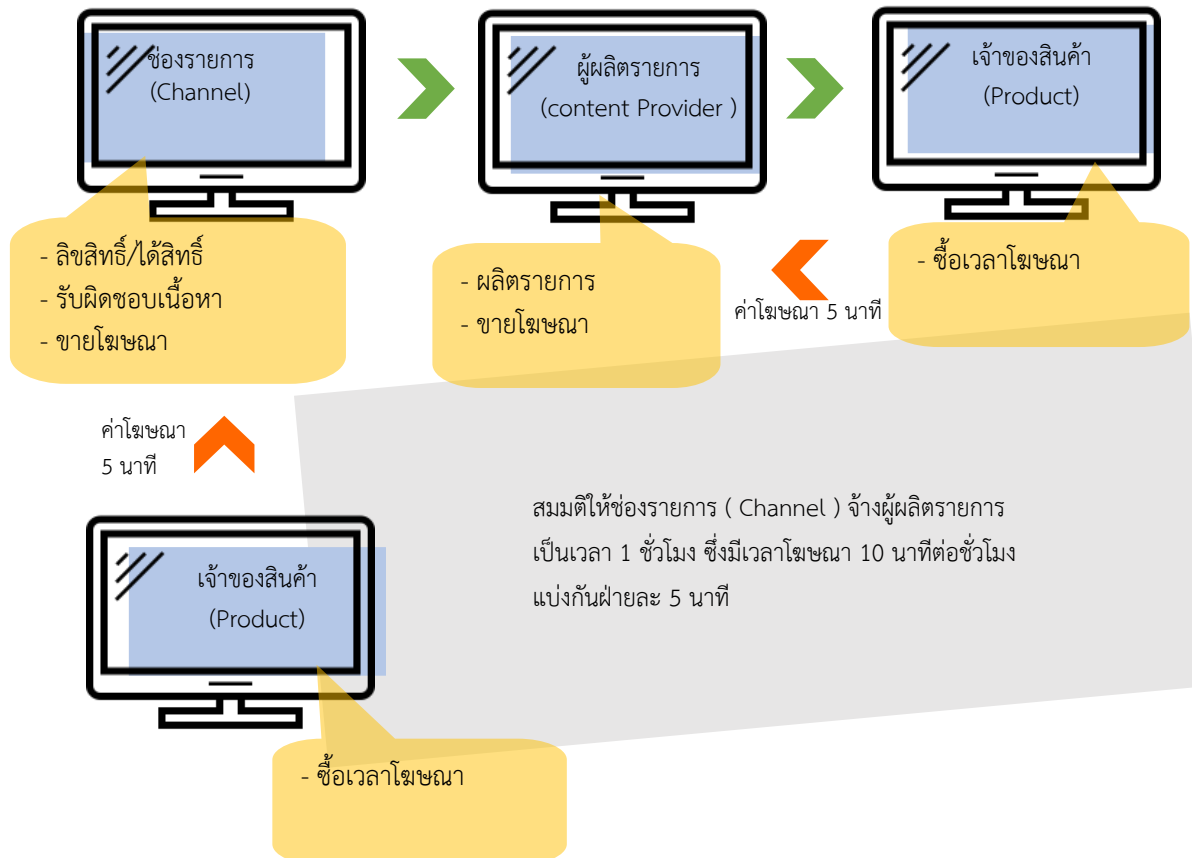 ช่องรายการ
(Channel)
ผู้ผลิตรายการ
(content Provider )
เจ้าของสินค้า
(Product)
- ลิขสิทธิ์/ได้สิทธิ์
- รับผิดชอบเนื้อหา
- ขายโฆษณา
- ผลิตรายการ
- ขายโฆษณา
ค่าโฆษณา 5 นาที
- ซื้อเวลาโฆษณา
ค่าโฆษณา
5 นาที
สมมติให้ช่องรายการ ( Channel ) จ้างผู้ผลิตรายการ
เป็นเวลา 1 ชั่วโมง ซึ่งมีเวลาโฆษณา 10 นาทีต่อชั่วโมง
แบ่งกันฝ่ายละ 5 นาที
เจ้าของสินค้า
(Product)
- ซื้อเวลาโฆษณา